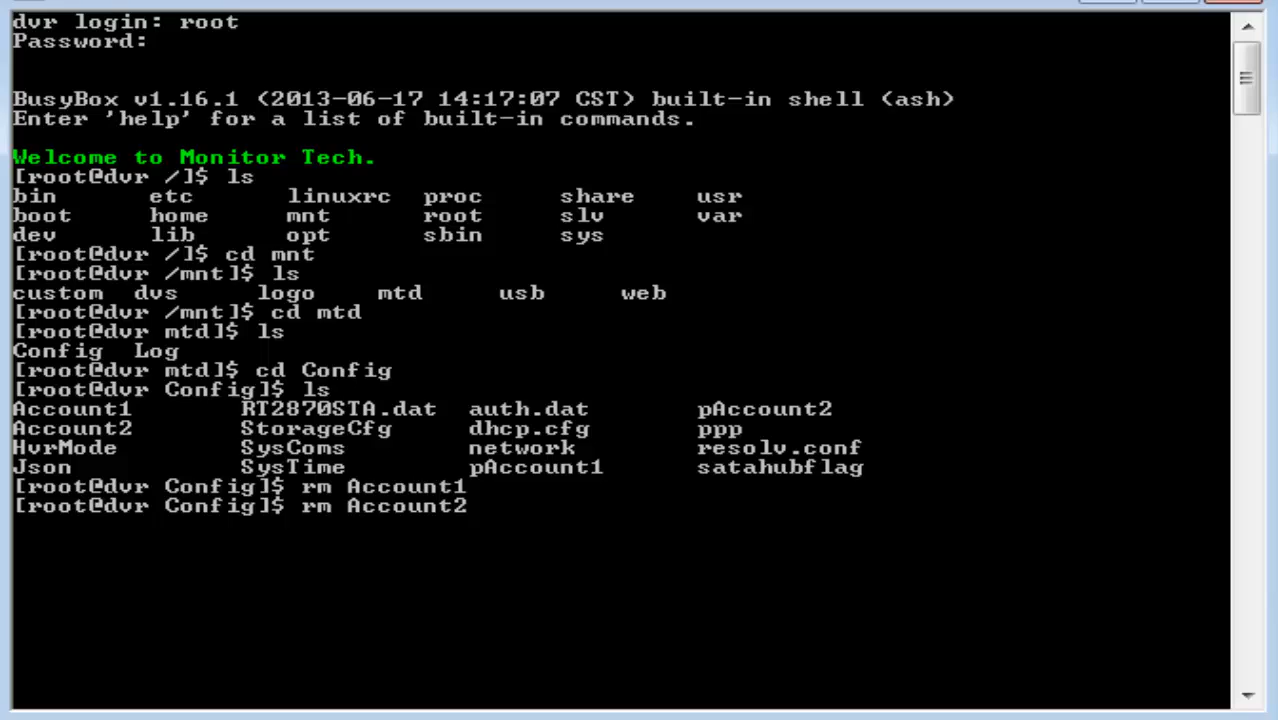 dvr login: root
Password:
BusyBox v1.16.1 (2013-06-17 14:17:07 CST) built-in shell (ash)
Enter 'help' for a list of built-in commands.
Welcome to Monitor Tech.
[root@dvr /]$ ls
bin etc linuxrc proc share usr
boot home mnt root slv var
dev lib opt sbin sys
[root@dvr /]$ cd mnt
[root@dvr /mnt]$ ls
custom dvs logo mtd usb web
[root@dvr /mnt]$ cd mtd
[root@dvr mtd]$ ls
Config Log
[root@dvr mtd]$ cd Config
[root@dvr Config]$ ls
Account1 RT2870STA.dat auth.dat pAccount2
Account2 StorageCfg dhcp.cfg ppp
HvrMode SysComs network resolv.conf
Json SysTime pAccount1 satahubflag
[root@dvr Config]$ rm Account1
[root@dvr Config]$ rm Account2